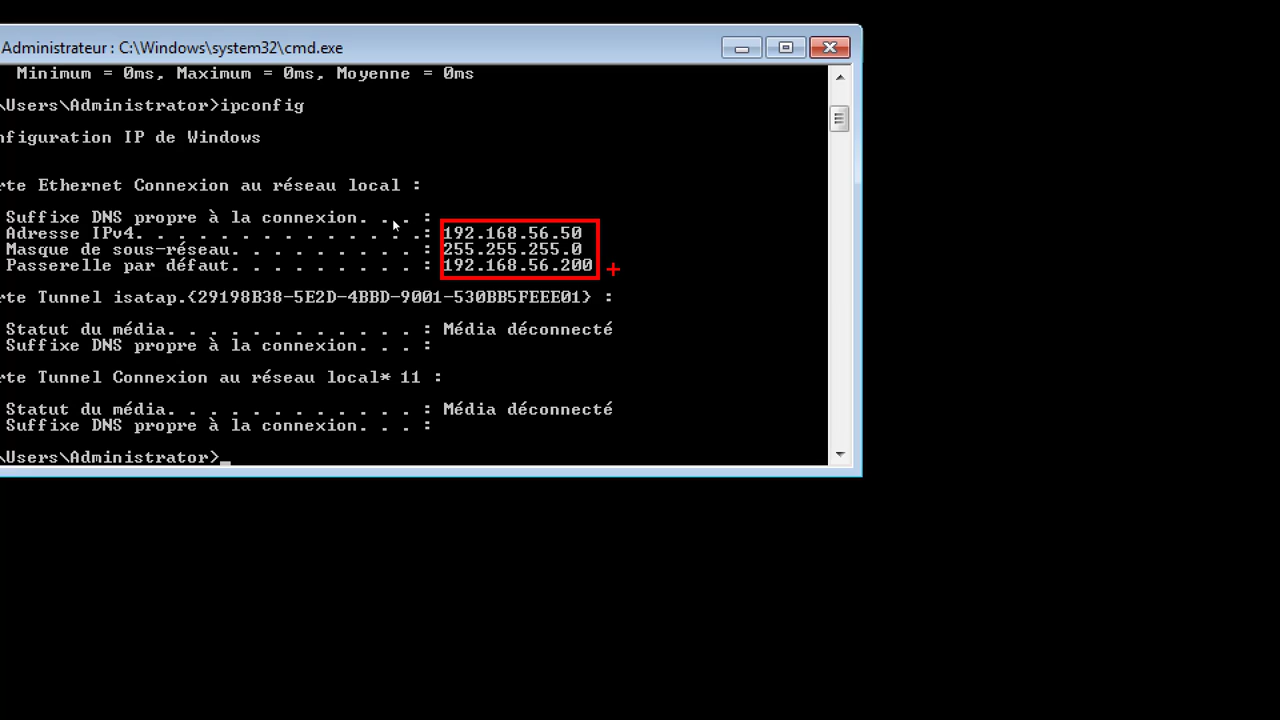 Administrateur : C:\Windows\system32\cmd.exe
Minimum = 0ms, Maximum = 0ms, Moyenne = 0ms
\Users\Administrator>ipconfig
nfiguration IP de Windows
rte Ethernet Connexion au réseau local :
Suffixe DNS propre à la connexion. . . :
Adresse IPv4. . . . . . . . . . . . . .: 192.168.56.50
Masque de sous-réseau. . . . . . . . . : 255.255.255.0
Passerelle par défaut. . . . . . . . . : 192.168.56.200
rte Tunnel isatap.{29198B38-5E2D-4BBD-9001-530BB5FEEE01} :
Statut du média. . . . . . . . . . . . : Média déconnecté
Suffixe DNS propre à la connexion. . . :
rte Tunnel Connexion au réseau local* 11 :
Statut du média. . . . . . . . . . . . : Média déconnecté
Suffixe DNS propre à la connexion. . . :
\Users\Administrator>_